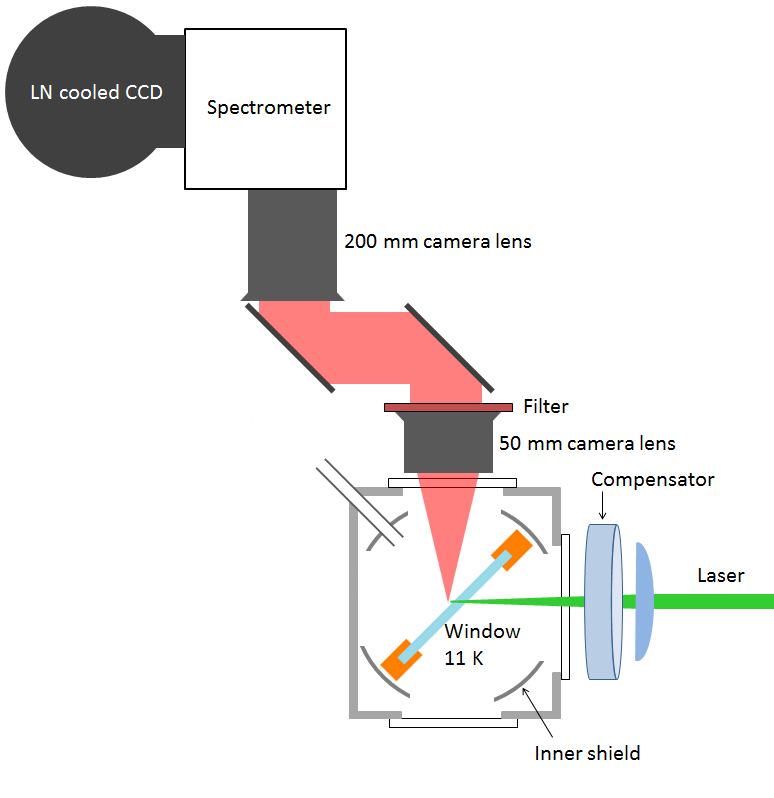 LN cooled CCD
Spectrometer
200 mm camera lens
Filter
50 mm camera lens
Compensator
Laser
Window
11 K
Inner shield